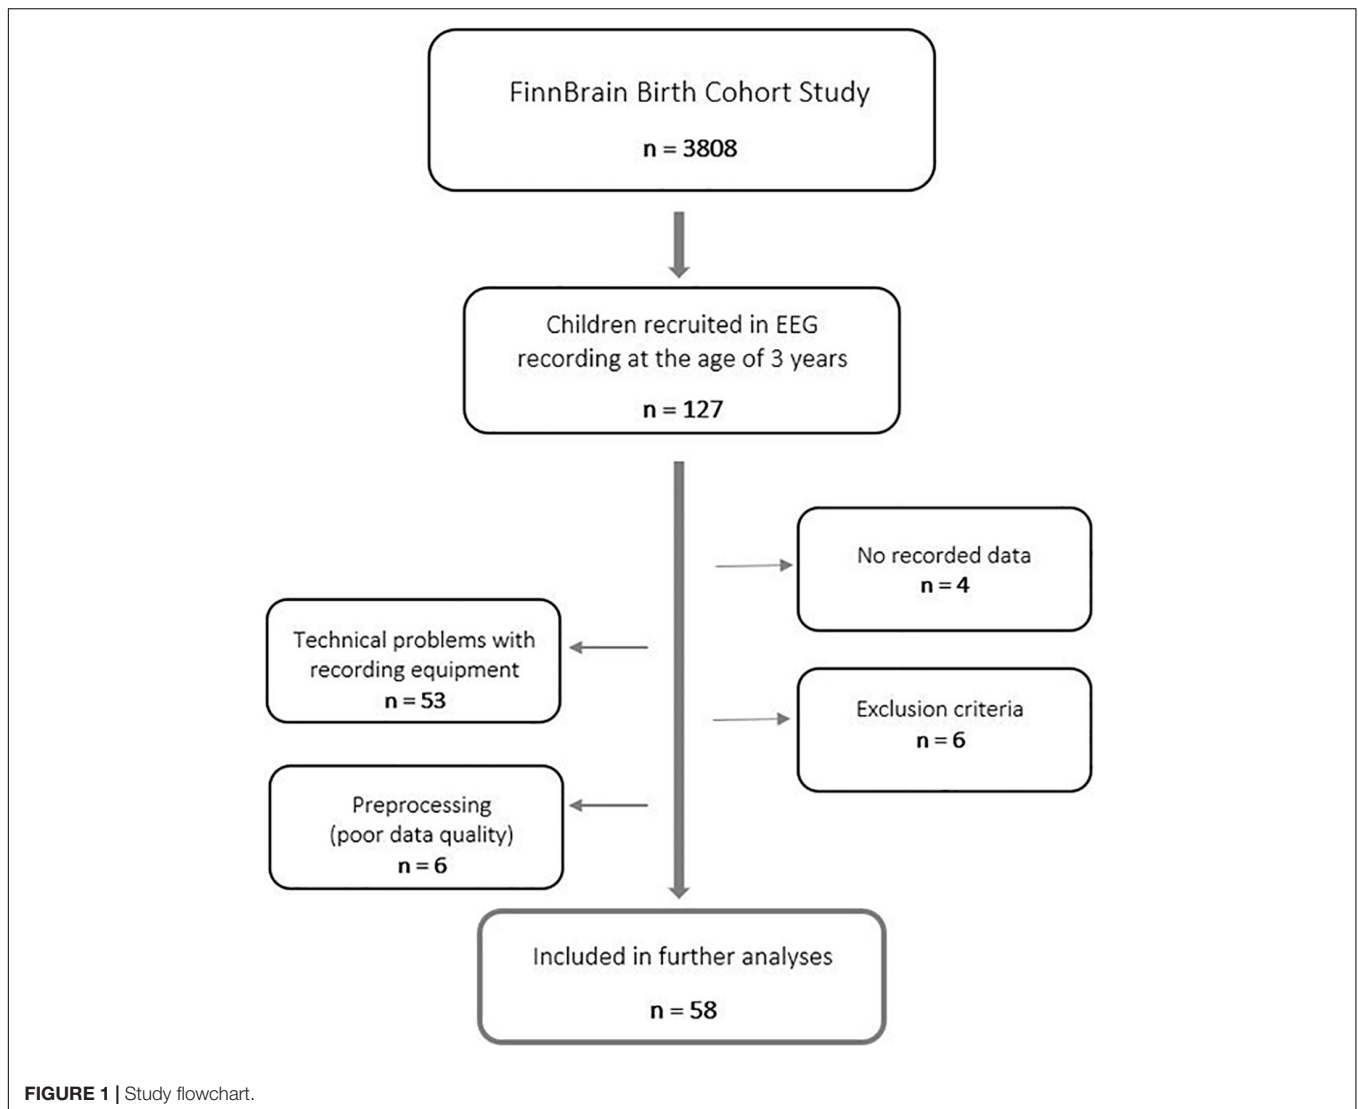 FinnBrain Birth Cohort Study
n = 3808
Children recruited in EEG
recording at the age of 3 years
n = 127
No recorded data
n = 4
Technical problems with
recording equipment
n = 53
Exclusion criteria
n = 6
Preprocessing
(poor data quality)
n = 6
Included in further analyses
n = 58
FIGURE 1 | Study flowchart.